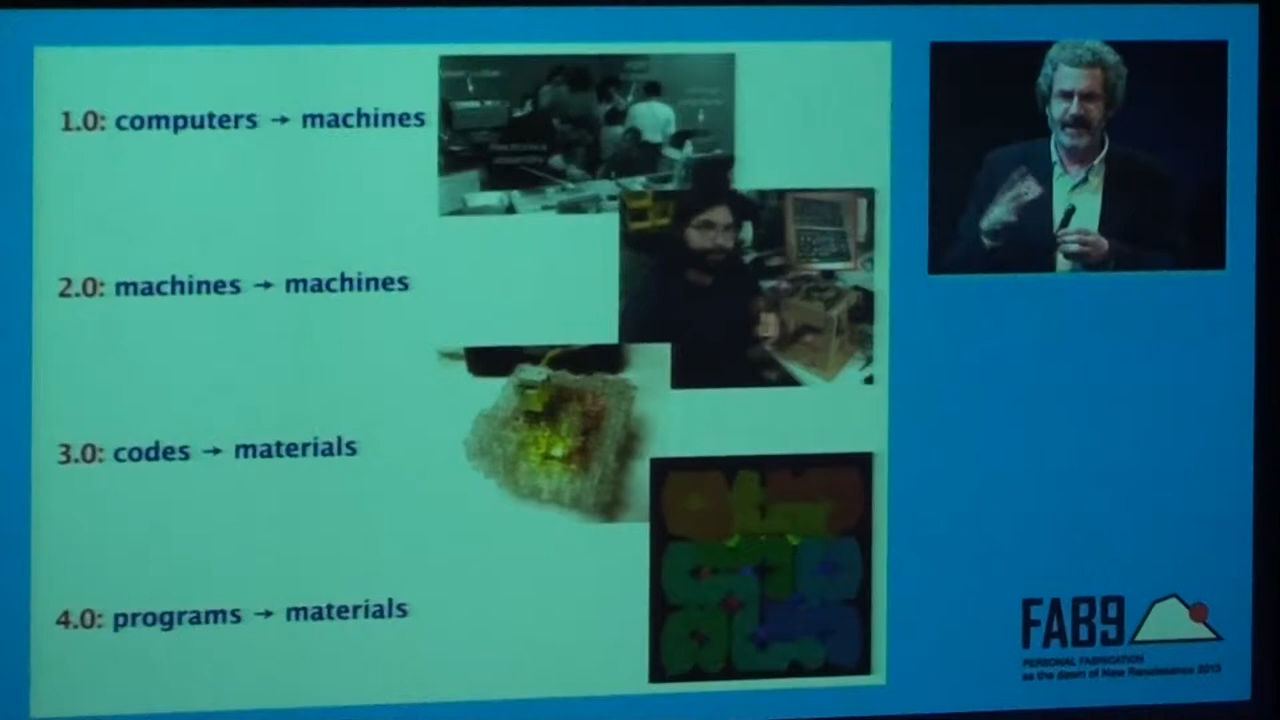 1.0: computers → machines
2.0: machines → machines
3.0: codes → materials
4.0: programs → materials
FAB9
PERSONAL FABRICATION
as the dawn of New Renaissance 2013